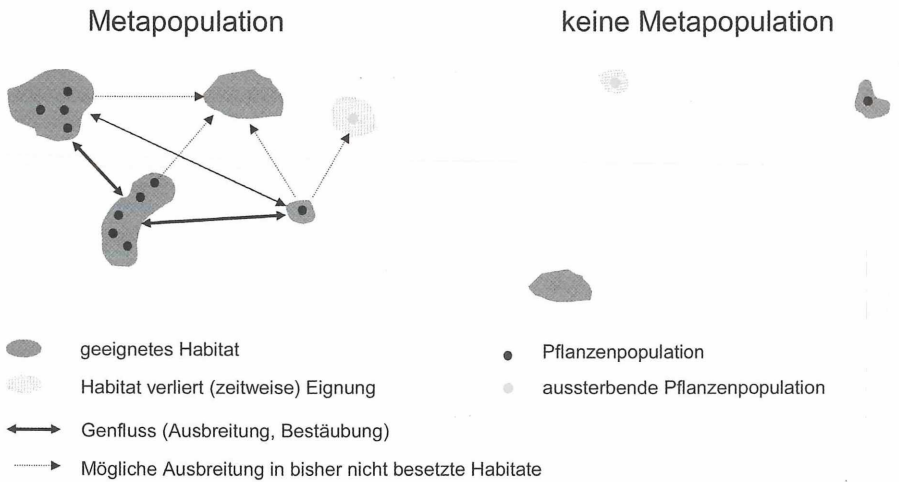 Metapopulation
keine Metapopulation
geeignetes Habitat
Habitat verliert (zeitweise) Eignung
Genfluss (Ausbreitung, Bestäubung)
Mögliche Ausbreitung in bisher nicht besetzte Habitate
Pflanzenpopulation
aussterbende Pflanzenpopulation